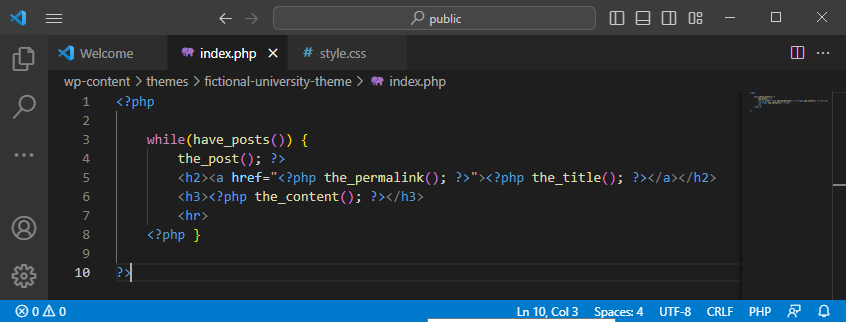 public
Welcome
index.php
# style.css
wp-content > themes > fictional-university-theme > index.php
1 <?php
2
3 while(have_posts()) {
4 the_post(); ?>
5 <h2><a href="<?php the_permalink(); ?>"><?php the_title(); ?></a></h2>
6 <h3><?php the_content(); ?></h3>
7 <hr>
8 <?php }
9
10 ?>
0 0 Ln 10, Col 3 Spaces: 4 UTF-8 CRLF PHP